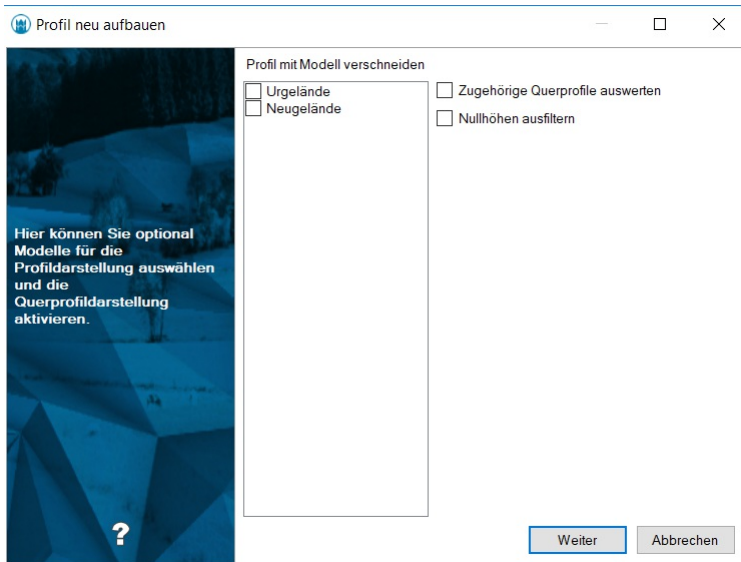 Profil neu aufbauen
Profil mit Modell verschneiden
Urgelände
Neugelände
Zugehörige Querprofile auswerten
Nullhöhen ausfiltern
Hier können Sie optional
Modelle für die
Profildarstellung auswählen
und die
Querprofildarstellung
aktivieren.
?
Weiter
Abbrechen